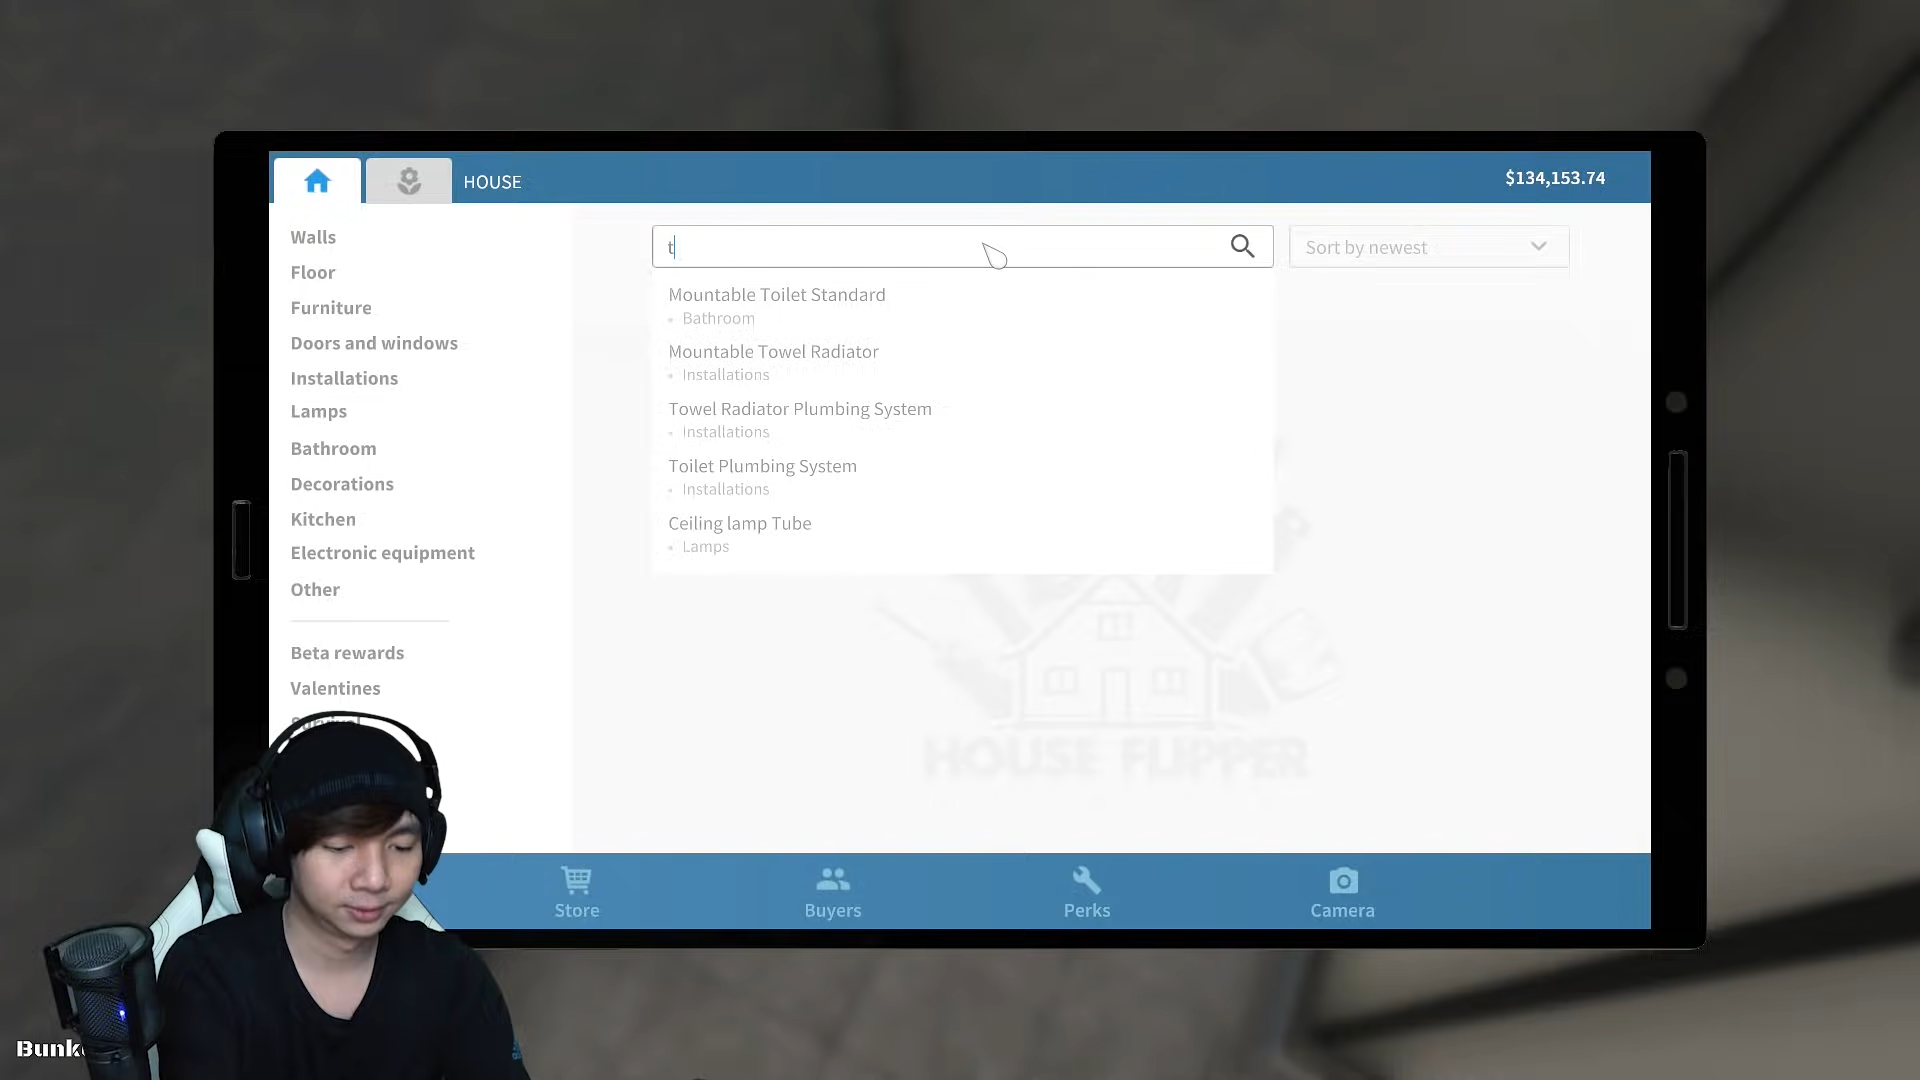 HOUSE
$134,153.74
Walls
Floor
Furniture
Doors and windows
Installations
Lamps
Bathroom
Decorations
Kitchen
Electronic equipment
Other
Beta rewards
Valentines
Survival
t
Sort by newest
Mountable Toilet Standard
Bathroom
Mountable Towel Radiator
Installations
Towel Radiator Plumbing System
Installations
Toilet Plumbing System
Installations
Ceiling lamp Tube
Lamps
HOUSE FLIPPER
Store
Buyers
Perks
Camera